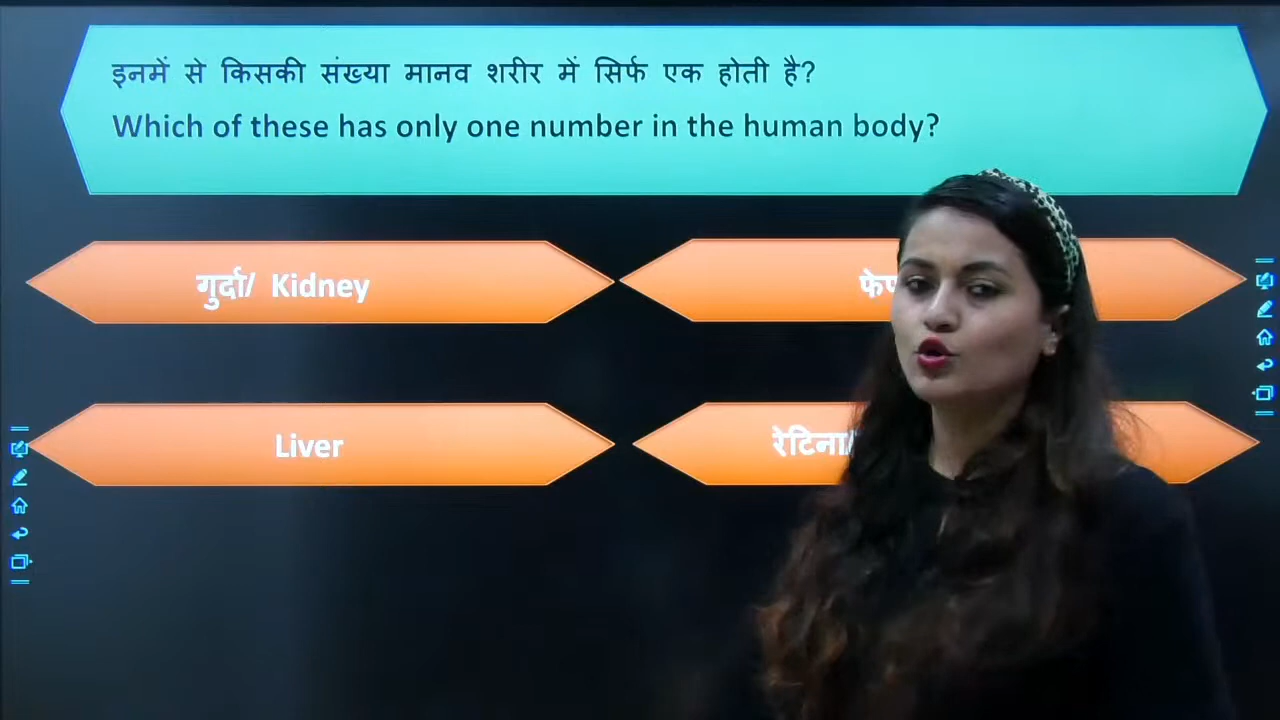 इनमें से किसकी संख्या मानव शरीर में सिर्फ एक होती है?
Which of these has only one number in the human body?
गुर्दा/ Kidney
Liver
रेटिना/